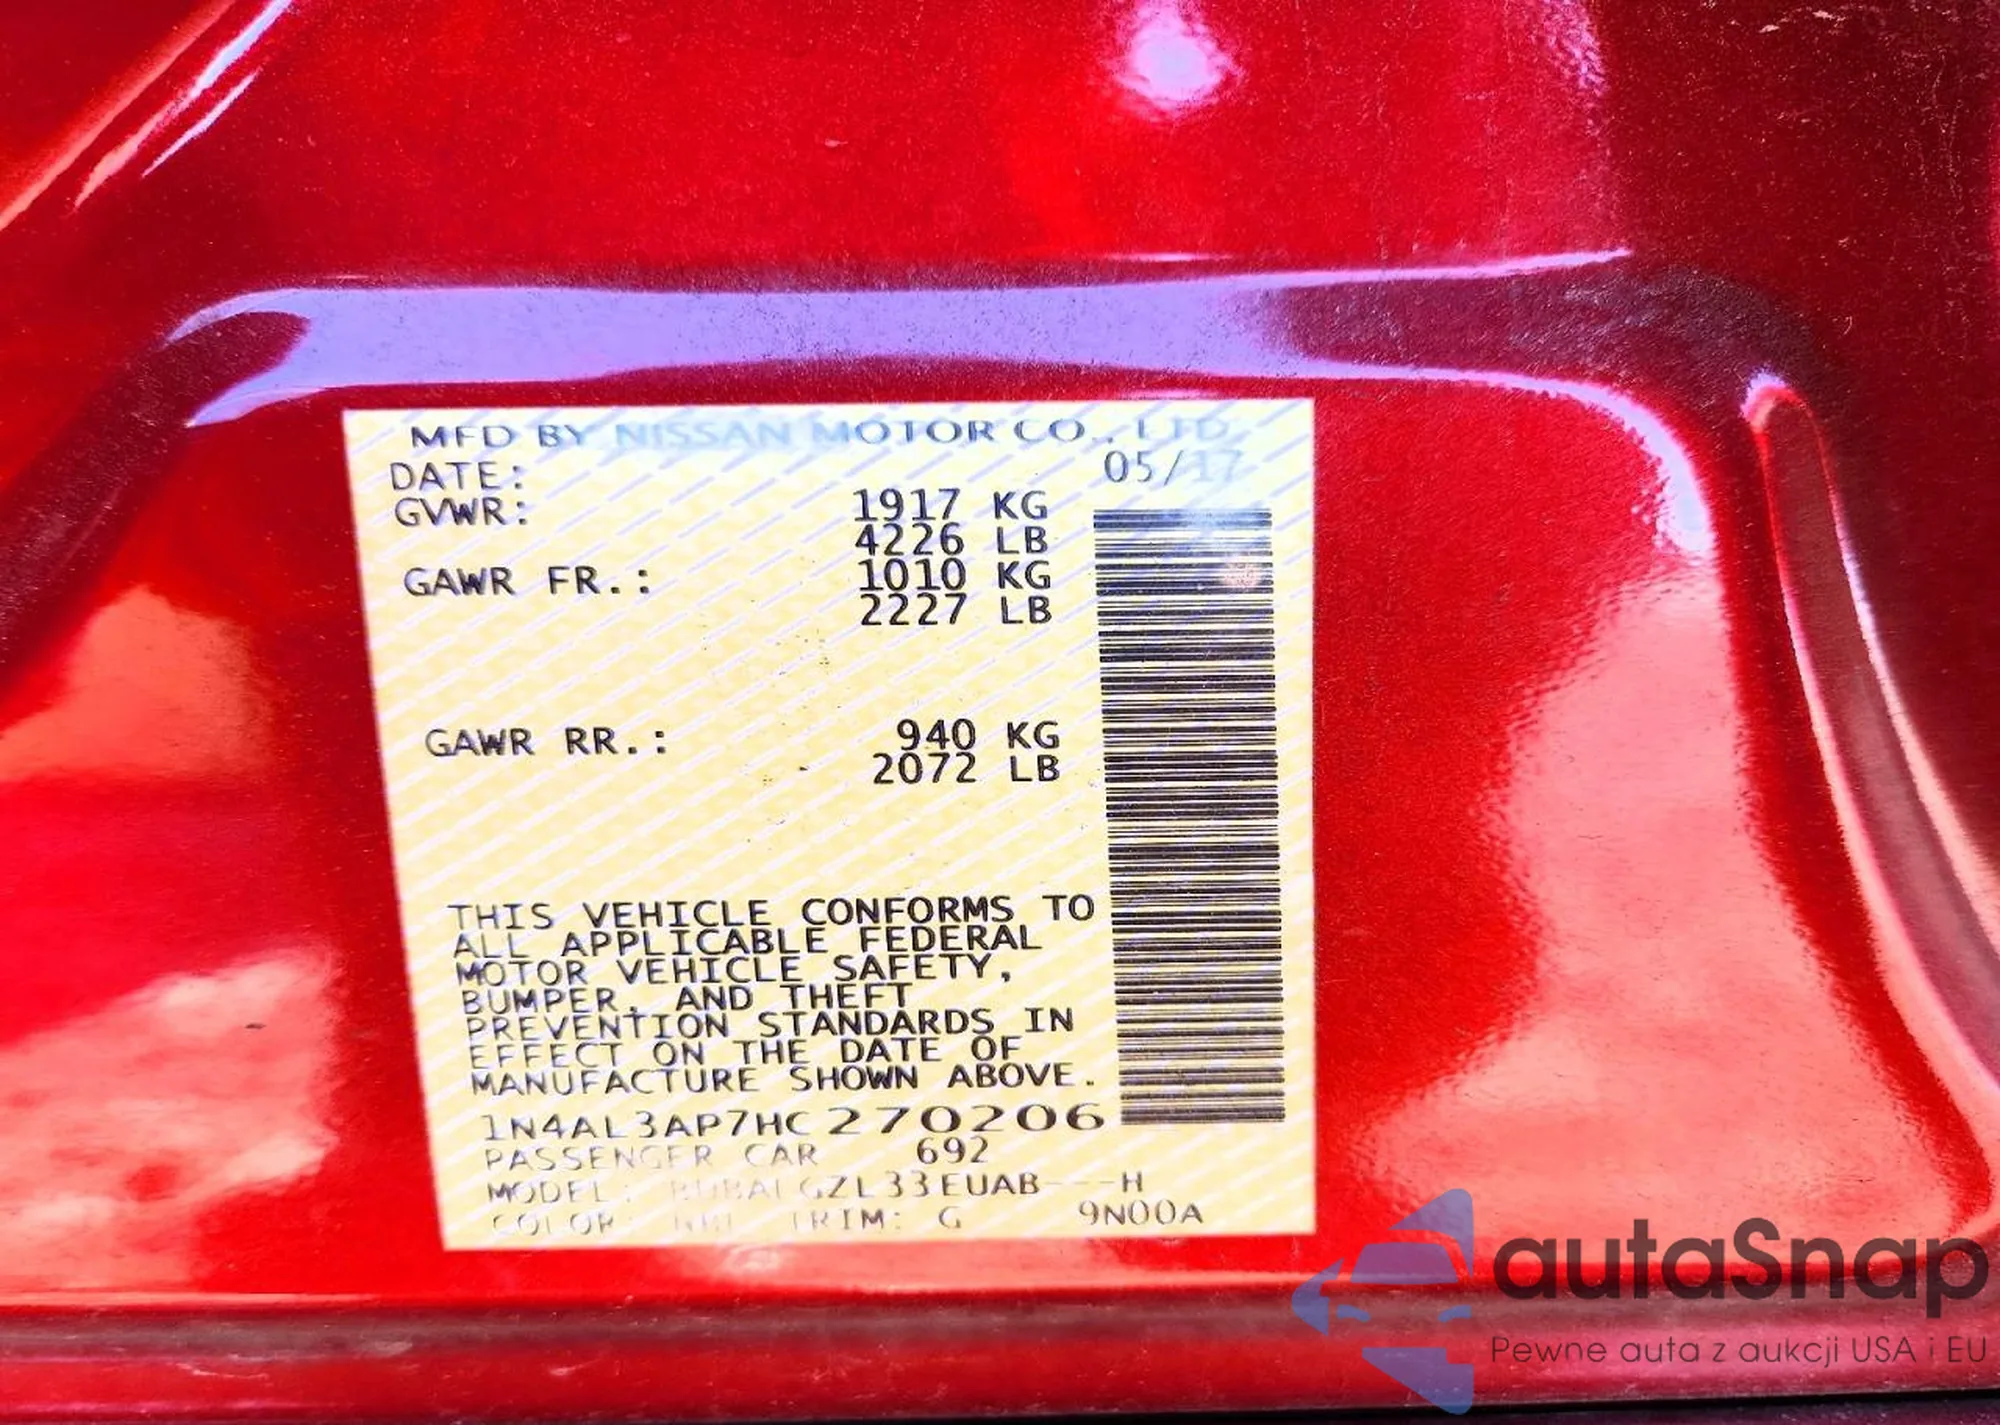 MFD BY NISSAN MOTOR CO., LTD.
DATE: 05/17
GVWR: 1917 KG
4226 LB
GAWR FR.: 1010 KG
2227 LB
GAWR RR.: 940 KG
2072 LB
THIS VEHICLE CONFORMS TO
ALL APPLICABLE FEDERAL
MOTOR VEHICLE SAFETY,
BUMPER, AND THEFT
PREVENTION STANDARDS IN
EFFECT ON THE DATE OF
MANUFACTURE SHOWN ABOVE.
1N4AL3AP7HC270206
PASSENGER CAR 692
MODEL:
COLOR: TRIM: G 9N00A
autaSnap
Pewne auta z aukcji USA i EU